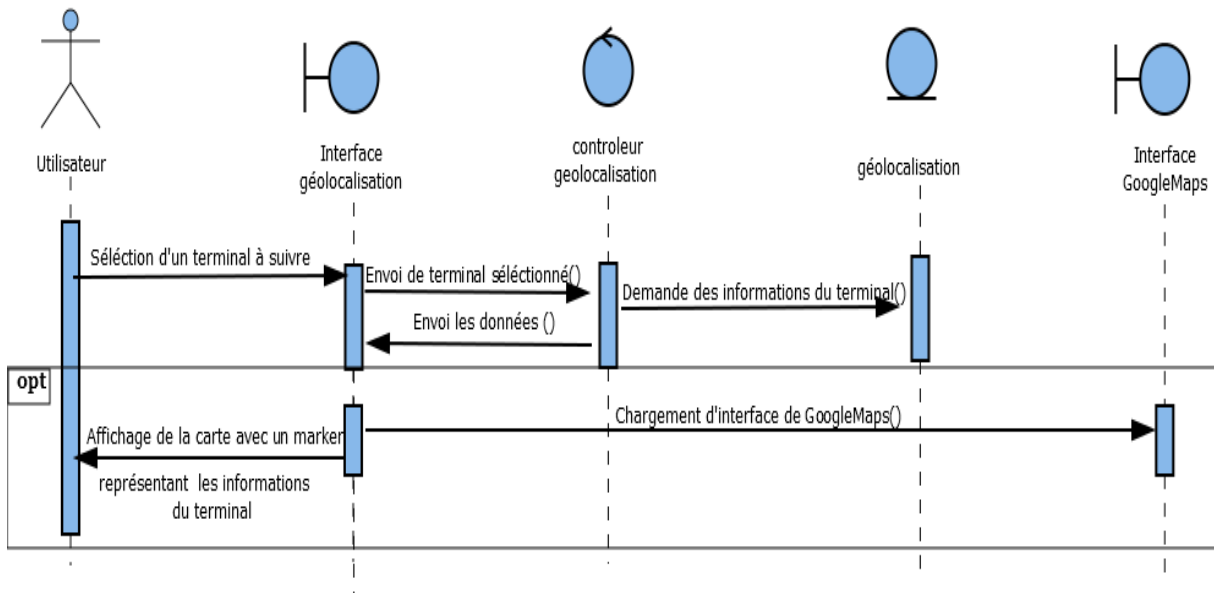 Utilisateur
Interface
géolocalisation
controleur
geolocalisation
géolocalisation
Interface
GoogleMaps
Séléction d'un terminal à suivre
Envoi de terminal séléctionné()
Demande des informations du terminal()
Envoi les données ()
opt
Chargement d'interface de GoogleMaps()
Affichage de la carte avec un marker
représentant les informations
du terminal